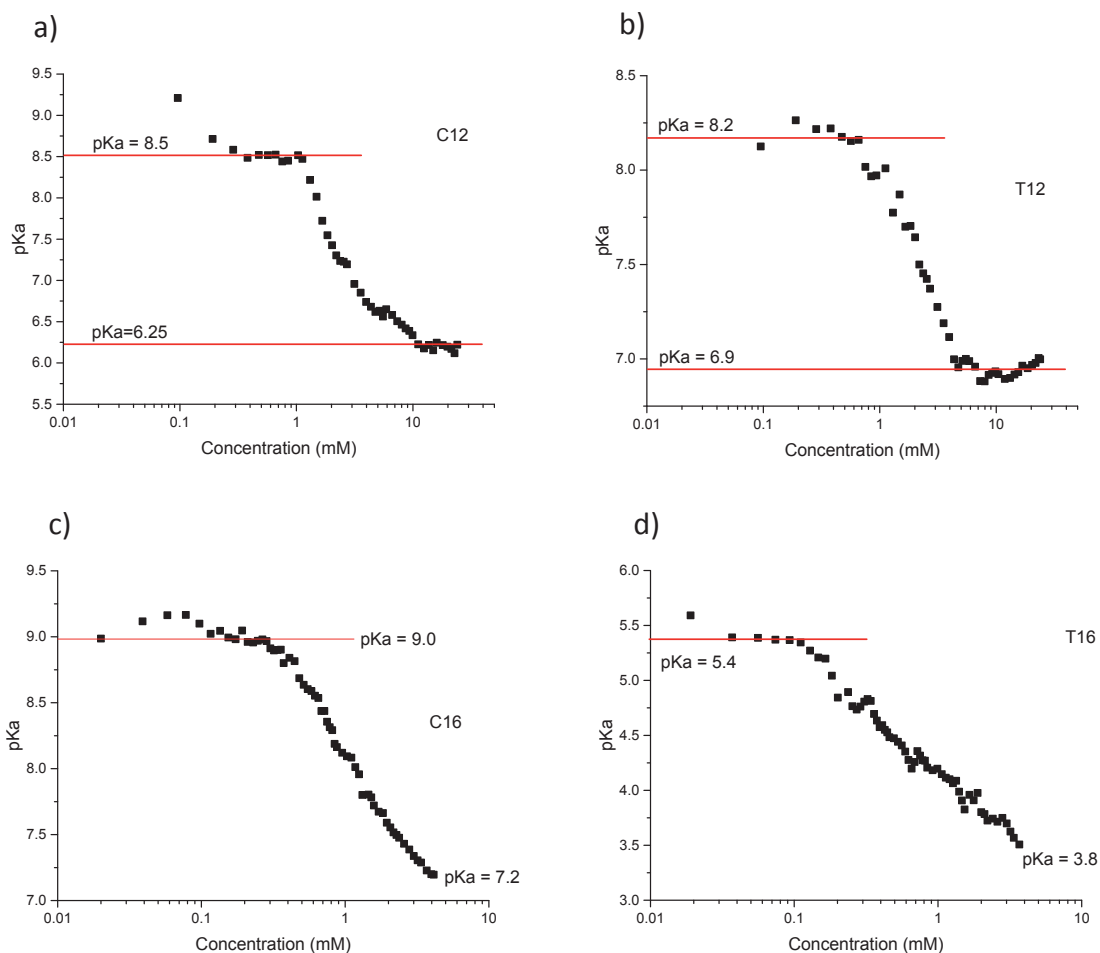 a)
9.5
9.0
8.5
8.0
7.5
7.0
6.5
6.0
5.5
pKa
pKa = 8.5
C12
pKa=6.25
0.01
0.1
1
10
Concentration (mM)
b)
8.5
8.0
7.5
7.0
pKa
pKa = 8.2
T12
pKa = 6.9
0.01
0.1
1
10
Concentration (mM)
c)
9.5
9.0
8.5
8.0
7.5
7.0
pKa
pKa = 9.0
C16
pKa = 7.2
0.01
0.1
1
10
Concentration (mM)
d)
6.0
5.5
5.0
4.5
4.0
3.5
3.0
pKa
T16
pKa = 5.4
pKa = 3.8
0.01
0.1
1
10
Concentration (mM)